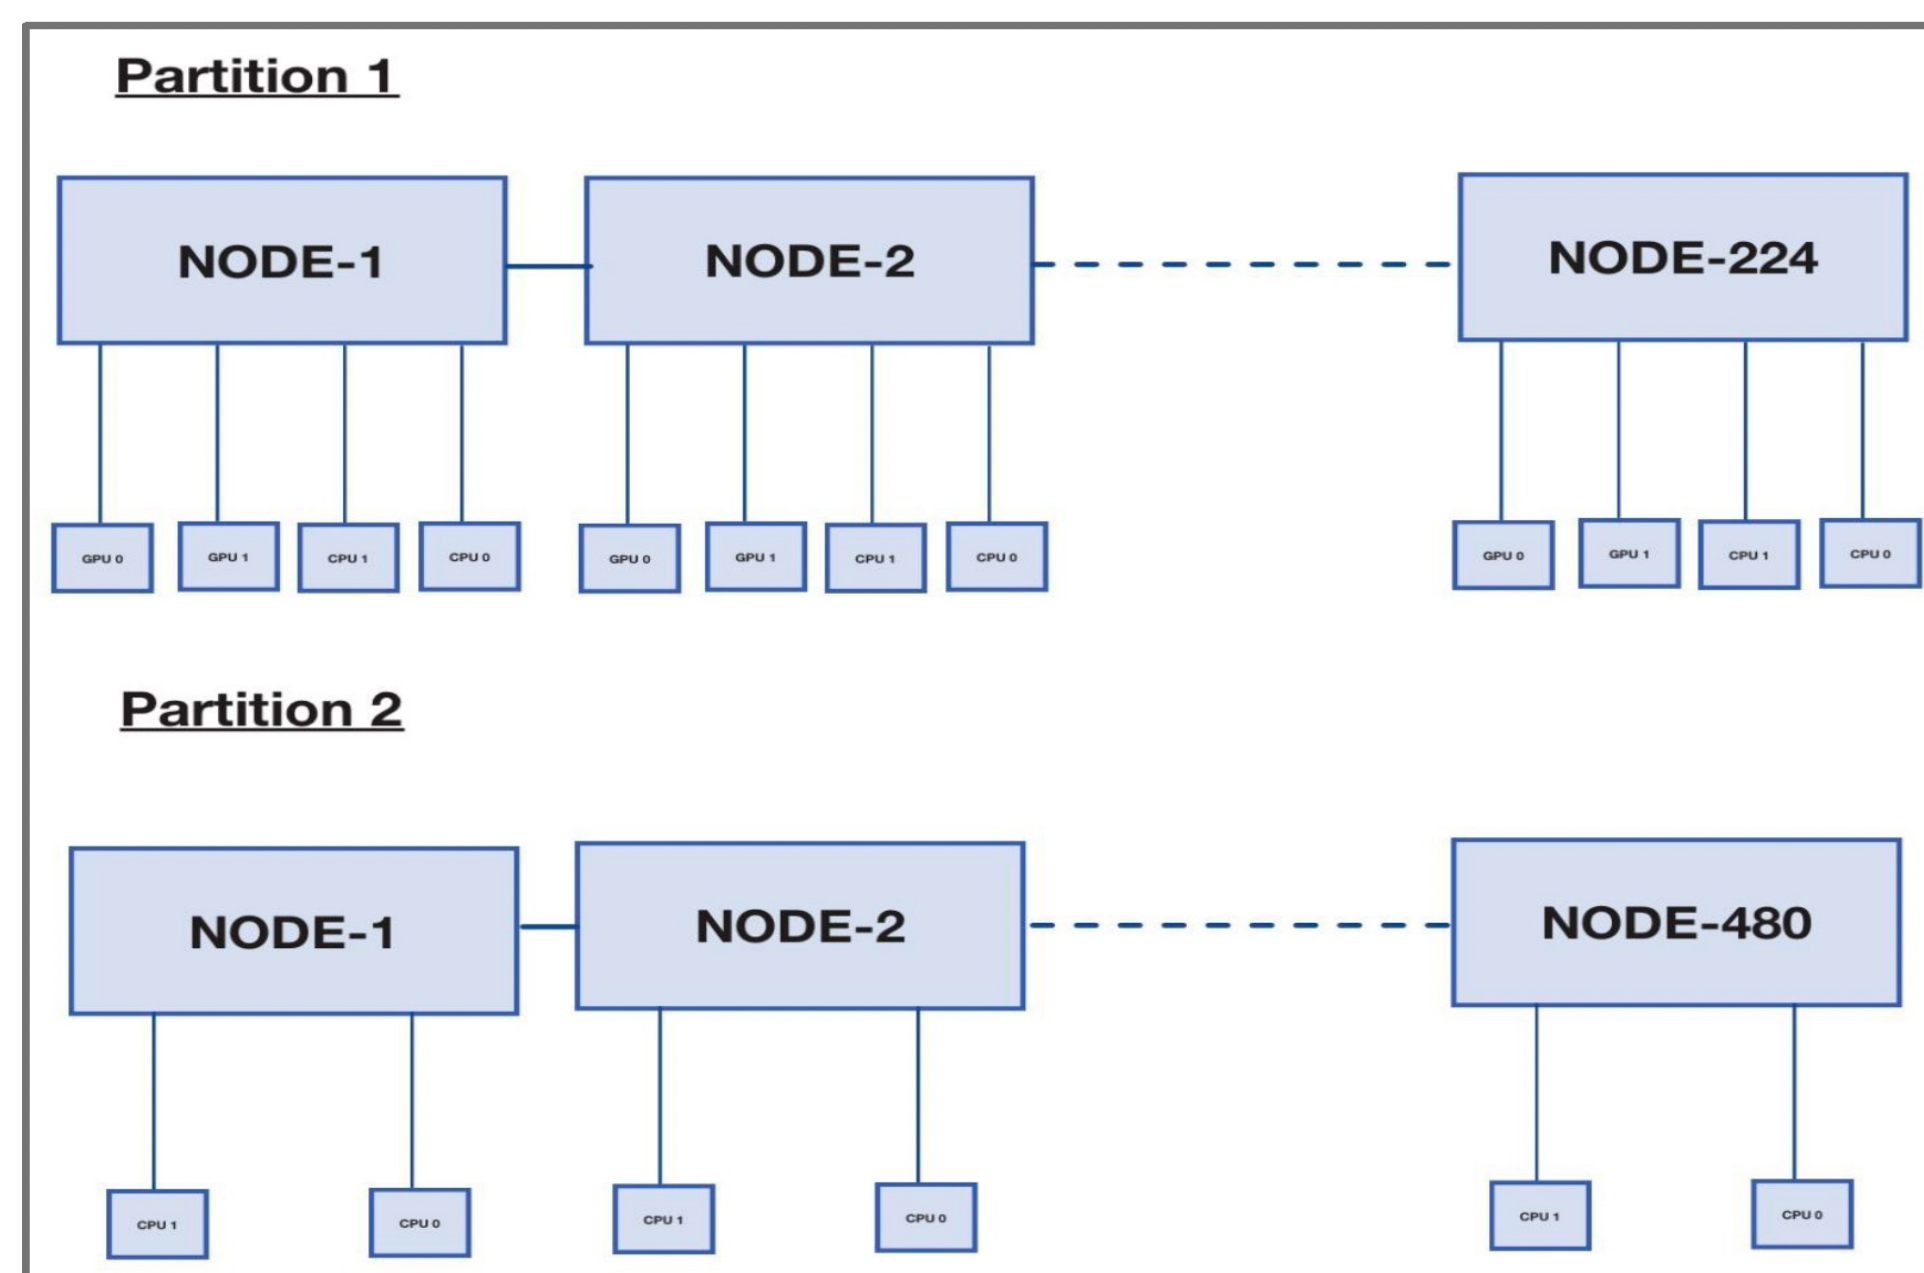 Partition 1
NODE-1 NODE-2 NODE-224
GPU 0 GPU 1 CPU 1 CPU 0 GPU 0 GPU 1 CPU 1 CPU 0 GPU 0 GPU 1 CPU 1 CPU 0
Partition 2
NODE-1 NODE-2 NODE-480
CPU 1 CPU 0 CPU 1 CPU 0 CPU 1 CPU 0